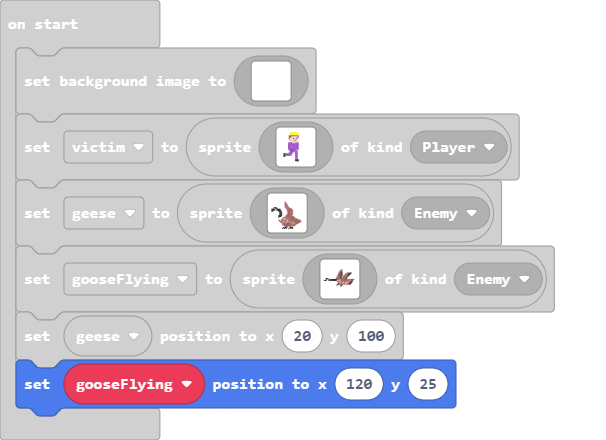 on start
set background image to
set victim to sprite of kind Player
set geese to sprite of kind Enemy
set gooseFlying to sprite of kind Enemy
set geese position to x 20 y 100
set gooseFlying position to x 120 y 25